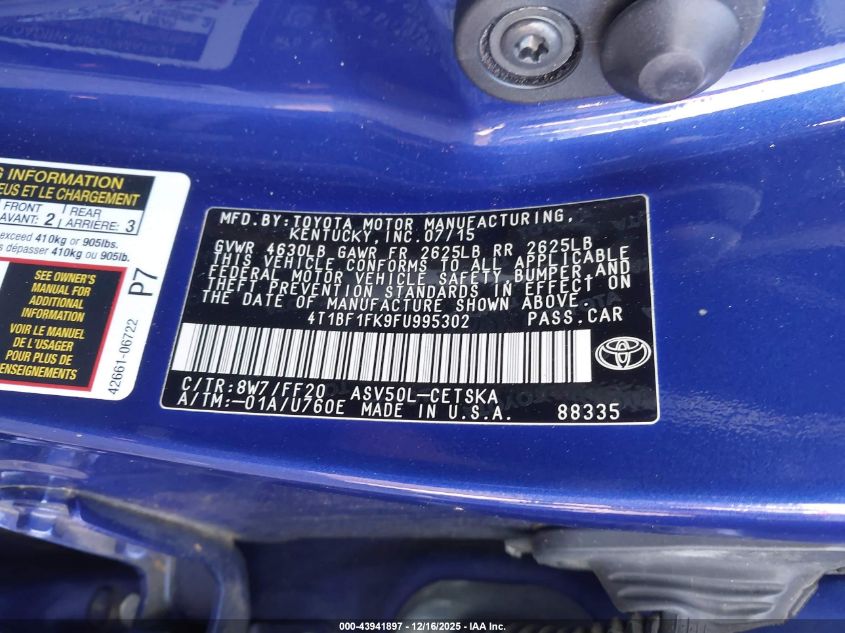 G INFORMATION
EUS ET LE CHARGEMENT
FRONT
AVANT: 2
REAR
ARRIÈRE: 3
exceed 410kg or 905lbs.
dépasser 410kg ou 905lb.
SEE OWNER'S
MANUAL FOR
ADDITIONAL
INFORMATION
VOIR LE MANUEL
DE L'USAGER
POUR PLUS DE
RENSEIGNEMENTS
P7
42661-06722
MFD.BY:TOYOTA MOTOR MANUFACTURING,
KENTUCKY, INC.07/15
GVWR 4630LB GAWR FR 2625LB RR 2625LB
THIS VEHICLE CONFORMS TO ALL APPLICABLE
FEDERAL MOTOR VEHICLE SAFETY BUMPER,AND
THEFT PREVENTION STANDARDS IN EFFECT ON
THE DATE OF MANUFACTURE SHOWN ABOVE.
4T1BF1FK9FU995302 PASS.CAR
C/TR:8W7/FF20 ASV50L-CETSKA
A/TM:-01A/U760E MADE IN U.S.A. 88335
000-43941897 - 12/16/2025 - IAA Inc.